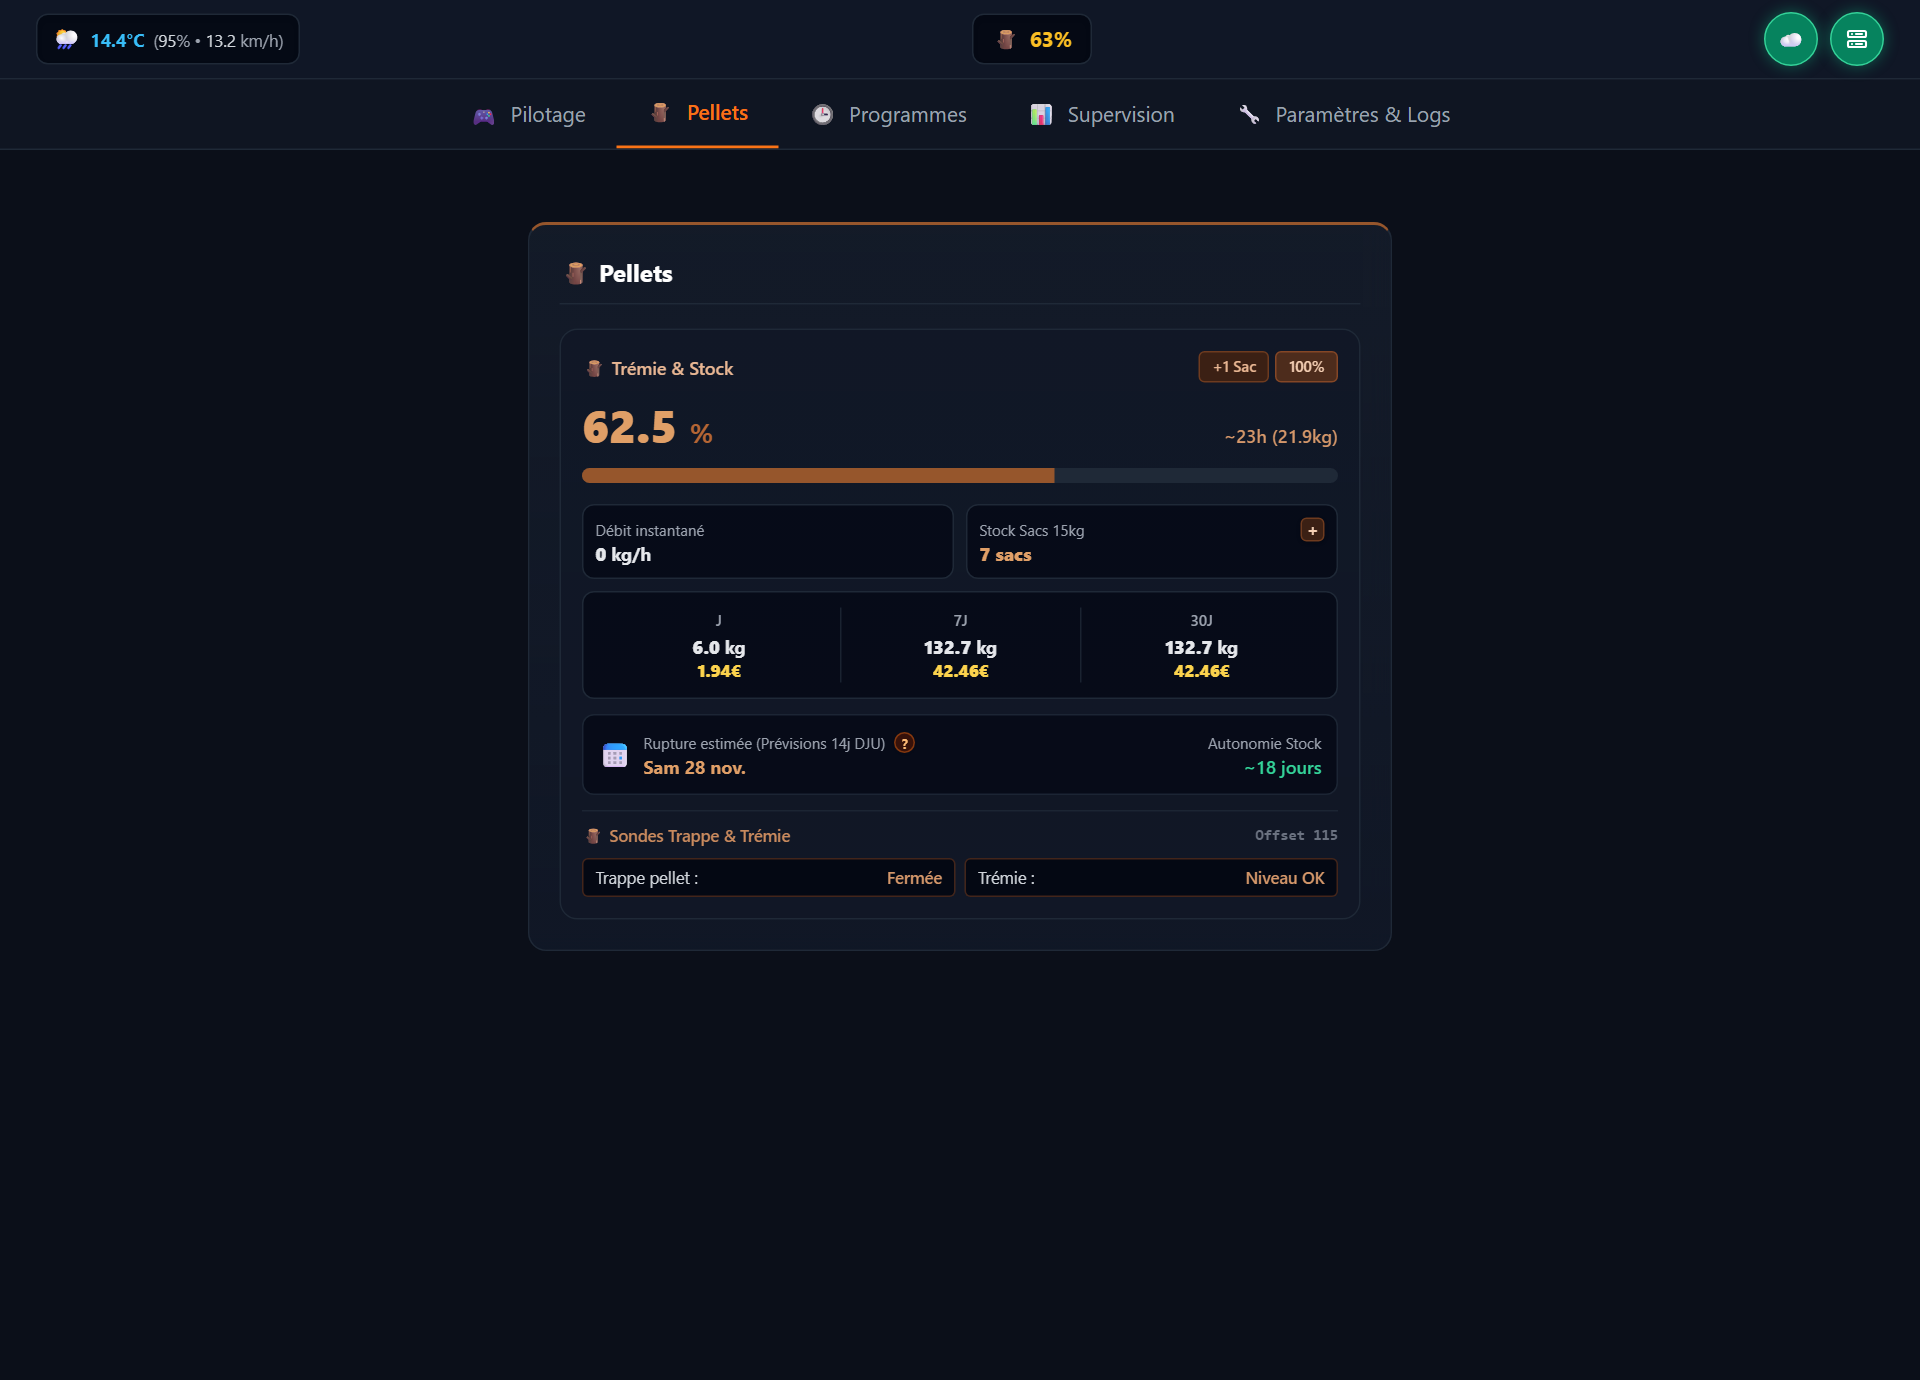 14.4°C (95% • 13.2 km/h)
63%
Pilotage
Pellets
Programmes
Supervision
Paramètres & Logs
Pellets
Trémie & Stock
+1 Sac
100%
62.5 %
~23h (21.9kg)
Débit instantané
0 kg/h
Stock Sacs 15kg
+
7 sacs
J
6.0 kg
1.94€
7J
132.7 kg
42.46€
30J
132.7 kg
42.46€
Rupture estimée (Prévisions 14j DJU) ?
Sam 28 nov.
Autonomie Stock
~18 jours
Sondes Trappe & Trémie
Offset 115
Trappe pellet : Fermée
Trémie : Niveau OK